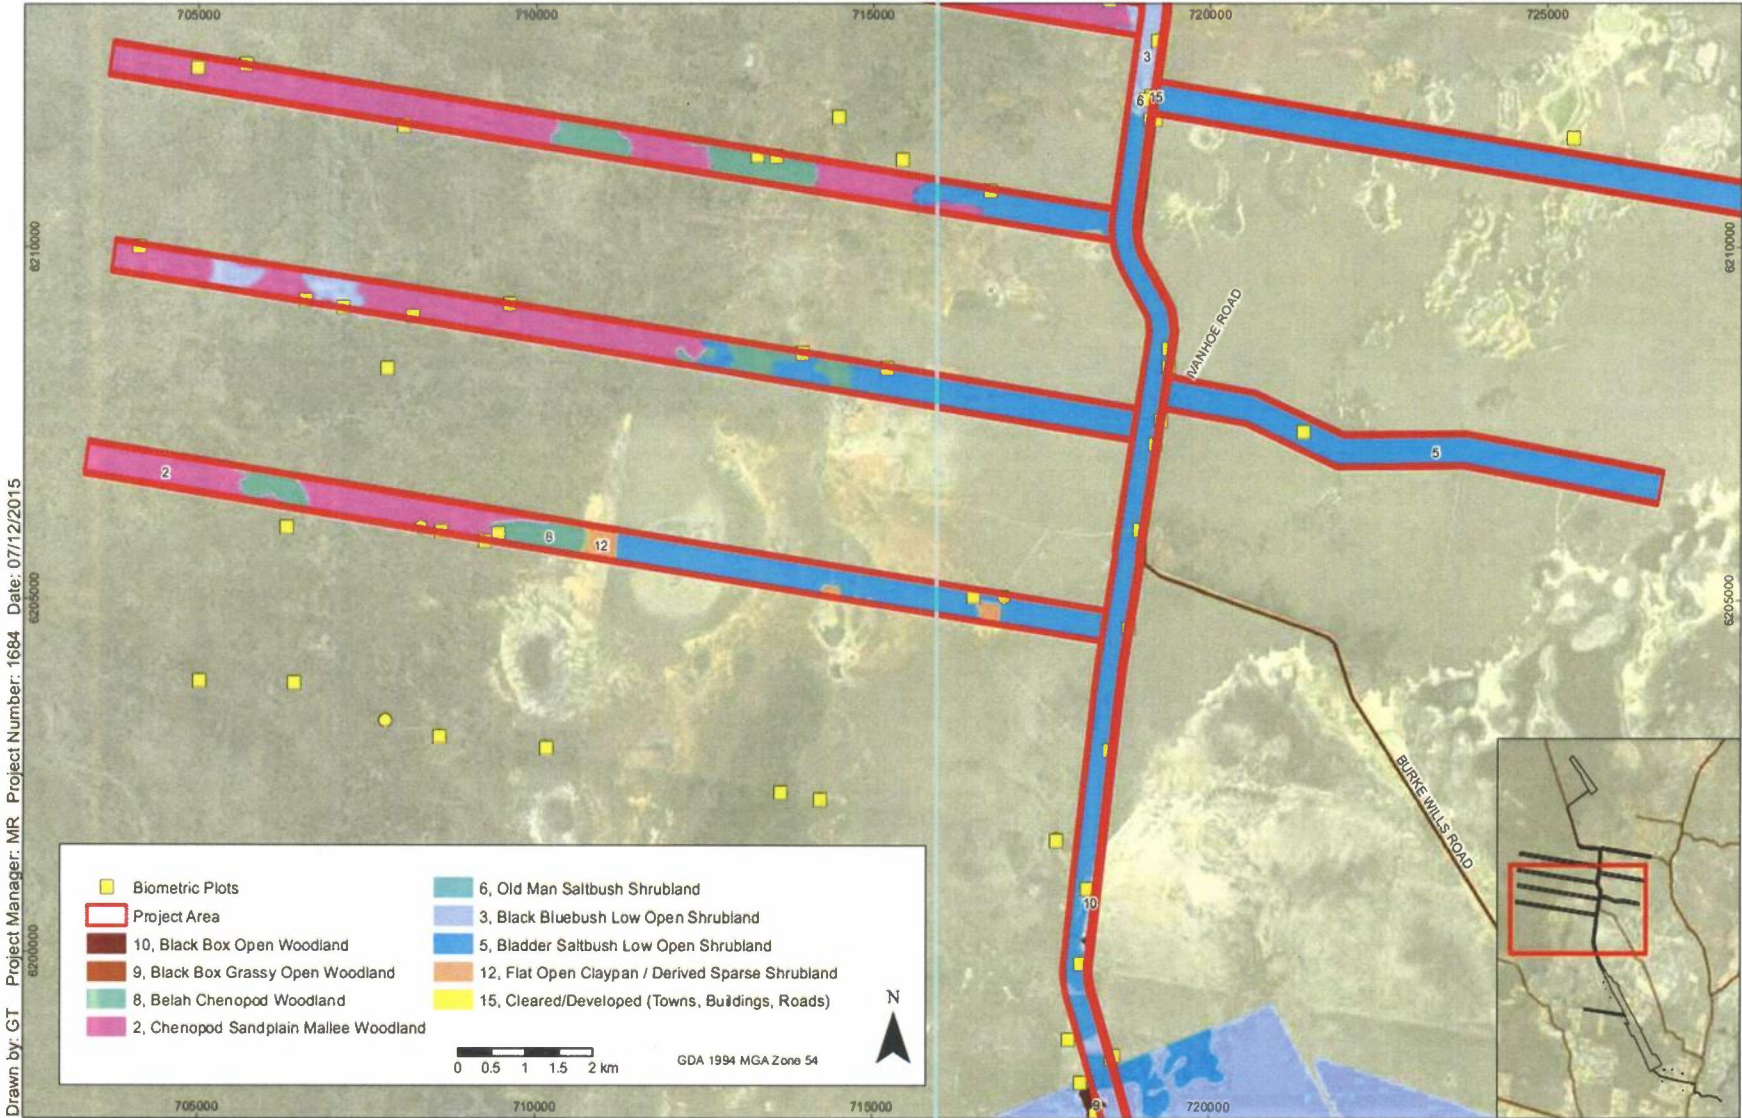 705000 710000 715000 720000 725000
3
6 15
6210000 6210000
IVANHOE ROAD
5
2
8
12
6205000 6205000
BURKE WILLS ROAD
10
6200000
9
Biometric Plots
Project Area
10, Black Box Open Woodland
9, Black Box Grassy Open Woodland
8, Belah Chenopod Woodland
2, Chenopod Sandplain Mallee Woodland
6, Old Man Saltbush Shrubland
3, Black Bluebush Low Open Shrubland
5, Bladder Saltbush Low Open Shrubland
12, Flat Open Claypan / Derived Sparse Shrubland
15, Cleared/Developed (Towns, Buildings, Roads)
N
0 0.5 1 1.5 2 km
GDA 1994 MGA Zone 54
705000 710000 715000 720000
Drawn by: GT Project Manager: MR Project Number: 1684 Date: 07/12/2015